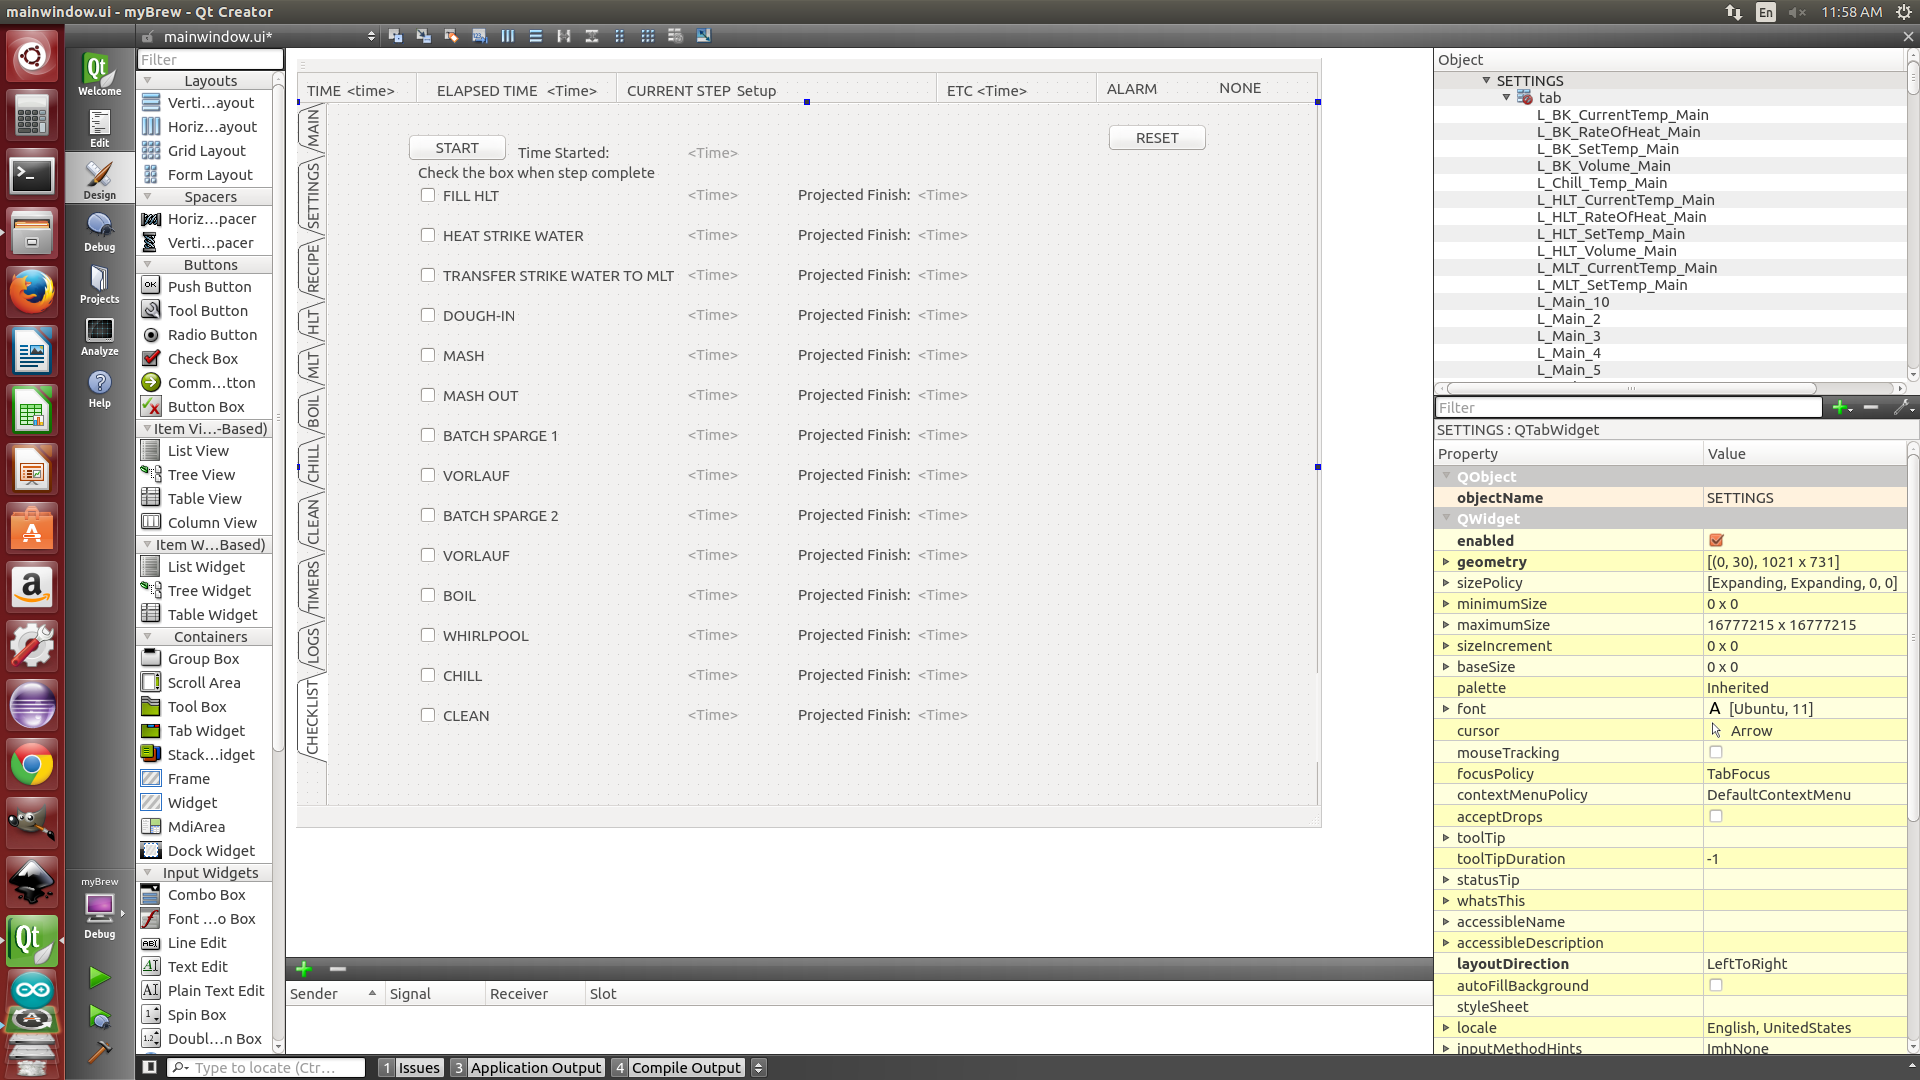 mainwindow.ui - myBrew - Qt Creator
En
11:58 AM
mainwindow.ui*
Welcome
Edit
Design
Debug
Projects
Analyze
Help
myBrew
Debug
Filter
Layouts
Verti...ayout
Horiz...ayout
Grid Layout
Form Layout
Spacers
Horiz...pacer
Verti...pacer
Buttons
Push Button
Tool Button
Radio Button
Check Box
Comm...tton
Button Box
Item Vi...-Based)
List View
Tree View
Table View
Column View
Item W...Based)
List Widget
Tree Widget
Table Widget
Containers
Group Box
Scroll Area
Tool Box
Tab Widget
Stack...idget
Frame
Widget
MdiArea
Dock Widget
Input Widgets
Combo Box
Font ...o Box
Line Edit
Text Edit
Plain Text Edit
Spin Box
Doubl...n Box
TIME <time> ELAPSED TIME <Time> CURRENT STEP Setup ETC <Time> ALARM NONE
MAIN
SETTINGS
RECIPE
HLT
MLT
BOIL
CHILL
CLEAN
TIMERS
LOGS
CHECKLIST
START Time Started: <Time> RESET
Check the box when step complete
FILL HLT <Time> Projected Finish: <Time>
HEAT STRIKE WATER <Time> Projected Finish: <Time>
TRANSFER STRIKE WATER TO MLT <Time> Projected Finish: <Time>
DOUGH-IN <Time> Projected Finish: <Time>
MASH <Time> Projected Finish: <Time>
MASH OUT <Time> Projected Finish: <Time>
BATCH SPARGE 1 <Time> Projected Finish: <Time>
VORLAUF <Time> Projected Finish: <Time>
BATCH SPARGE 2 <Time> Projected Finish: <Time>
VORLAUF <Time> Projected Finish: <Time>
BOIL <Time> Projected Finish: <Time>
WHIRLPOOL <Time> Projected Finish: <Time>
CHILL <Time> Projected Finish: <Time>
CLEAN <Time> Projected Finish: <Time>
Sender Signal Receiver Slot
Object
SETTINGS
tab
L_BK_CurrentTemp_Main
L_BK_RateOfHeat_Main
L_BK_SetTemp_Main
L_BK_Volume_Main
L_Chill_Temp_Main
L_HLT_CurrentTemp_Main
L_HLT_RateOfHeat_Main
L_HLT_SetTemp_Main
L_HLT_Volume_Main
L_MLT_CurrentTemp_Main
L_MLT_SetTemp_Main
L_Main_10
L_Main_2
L_Main_3
L_Main_4
L_Main_5
Filter
SETTINGS : QTabWidget
Property Value
QObject
objectName SETTINGS
QWidget
enabled
geometry [(0, 30), 1021 x 731]
sizePolicy [Expanding, Expanding, 0, 0]
minimumSize 0 x 0
maximumSize 16777215 x 16777215
sizeIncrement 0 x 0
baseSize 0 x 0
palette Inherited
font A [Ubuntu, 11]
cursor Arrow
mouseTracking
focusPolicy TabFocus
contextMenuPolicy DefaultContextMenu
acceptDrops
toolTip
toolTipDuration -1
statusTip
whatsThis
accessibleName
accessibleDescription
layoutDirection LeftToRight
autoFillBackground
styleSheet
locale English, UnitedStates
inputMethodHints ImhNone
Type to locate (Ctr... 1 Issues 3 Application Output 4 Compile Output